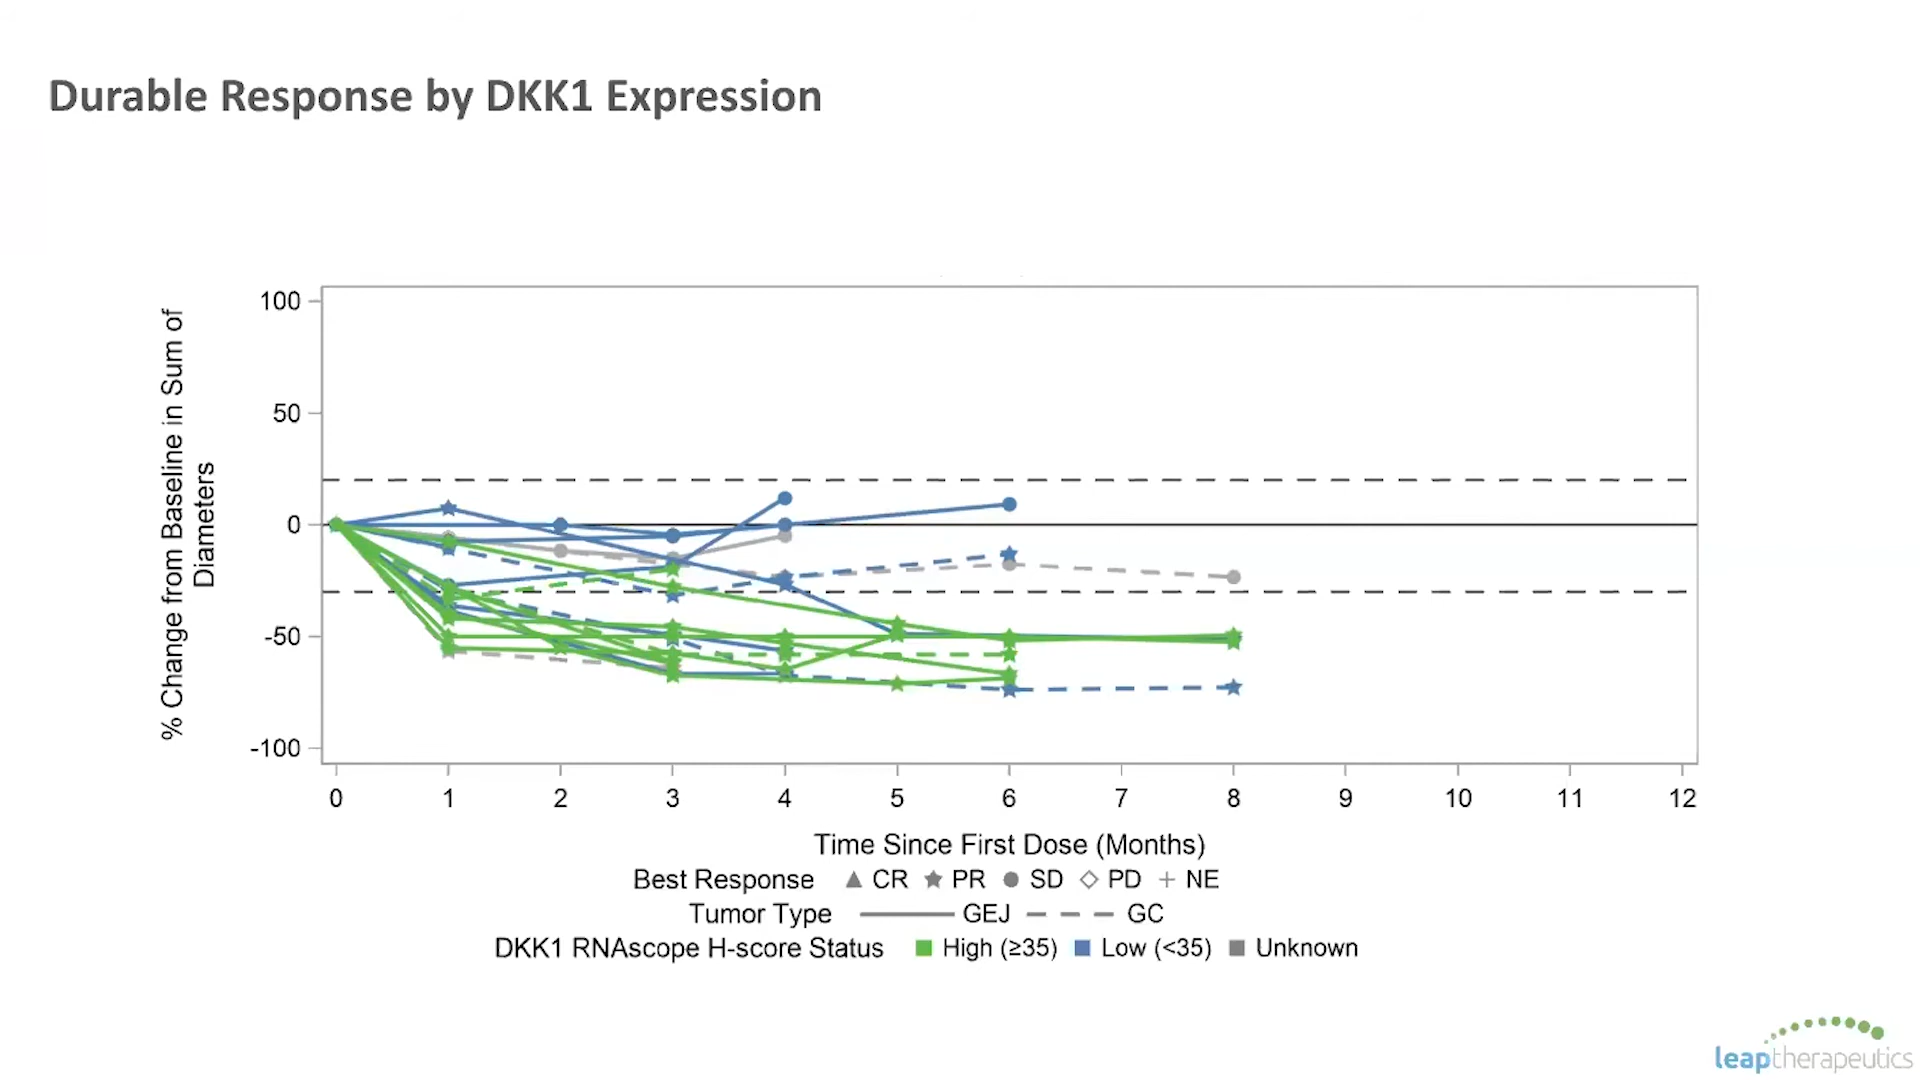 Durable Response by DKK1 Expression
% Change from Baseline in Sum of
Diameters
100
50
0
-50
-100
0 1 2 3 4 5 6 7 8 9 10 11 12
Time Since First Dose (Months)
Best Response CR PR SD PD NE
Tumor Type GEJ GC
DKK1 RNAscope H-score Status High (≥35) Low (<35) Unknown
leaptherapeutics